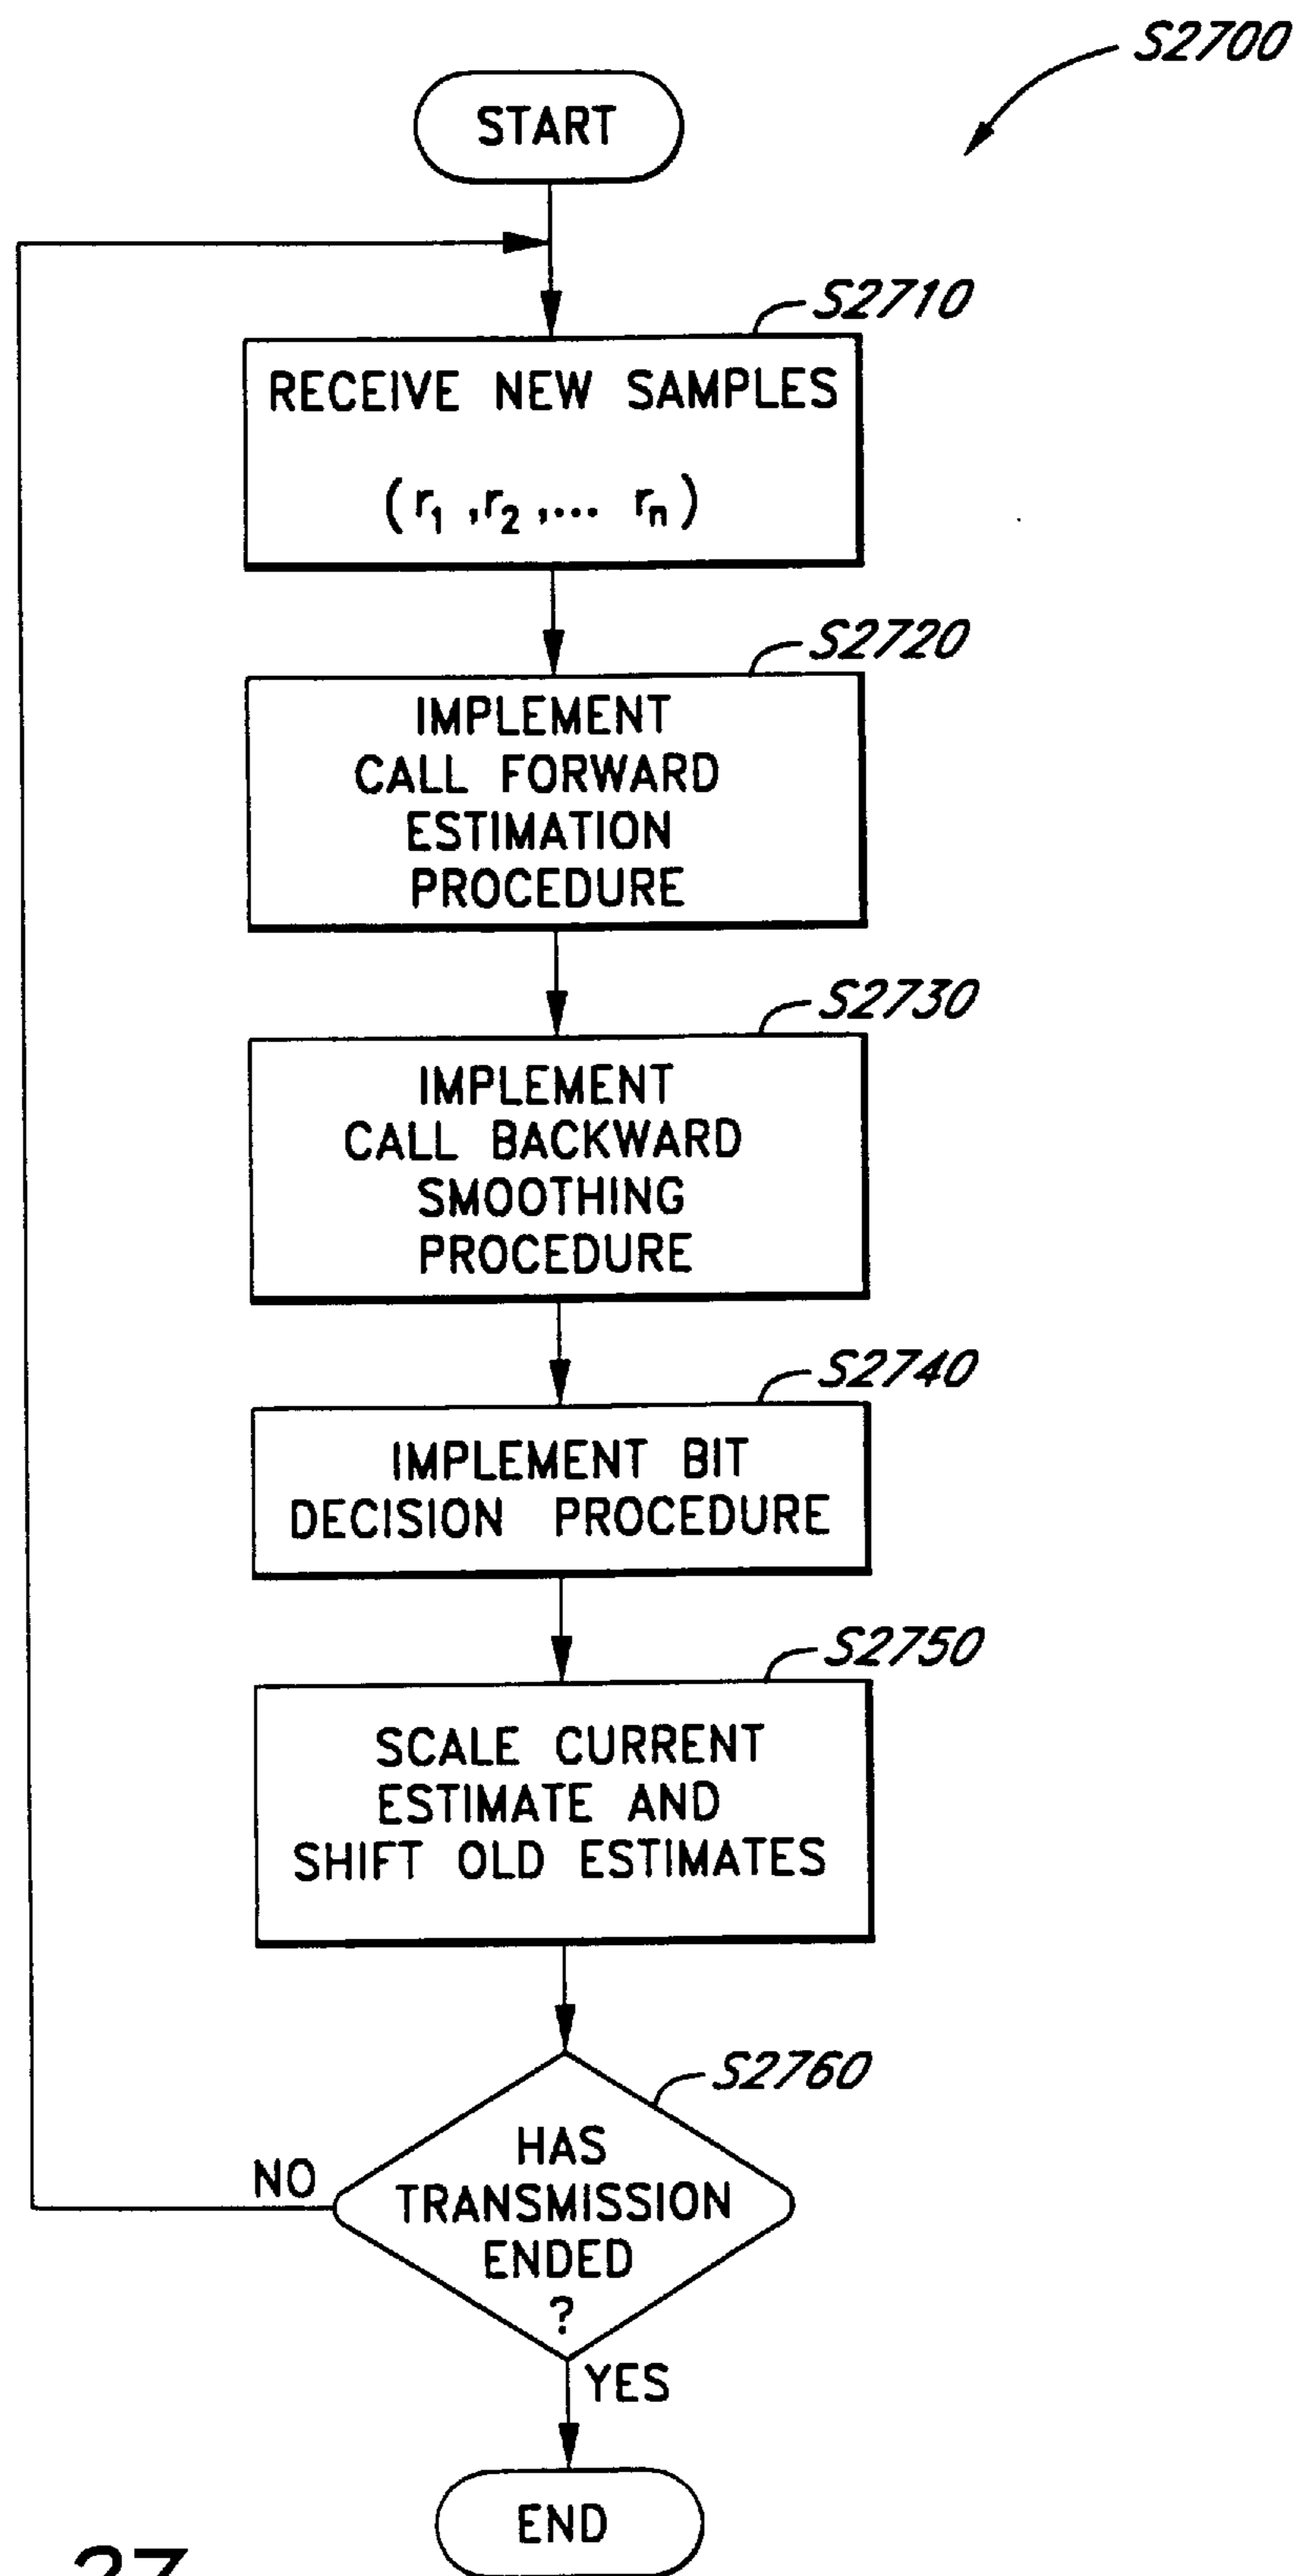 S2700
START
S2710
RECEIVE NEW SAMPLES
(r₁ ,r₂ ,... rₙ)
S2720
IMPLEMENT
CALL FORWARD
ESTIMATION
PROCEDURE
S2730
IMPLEMENT
CALL BACKWARD
SMOOTHING
PROCEDURE
S2740
IMPLEMENT BIT
DECISION PROCEDURE
S2750
SCALE CURRENT
ESTIMATE AND
SHIFT OLD ESTIMATES
S2760
HAS
TRANSMISSION
ENDED
?
NO
YES
END
27